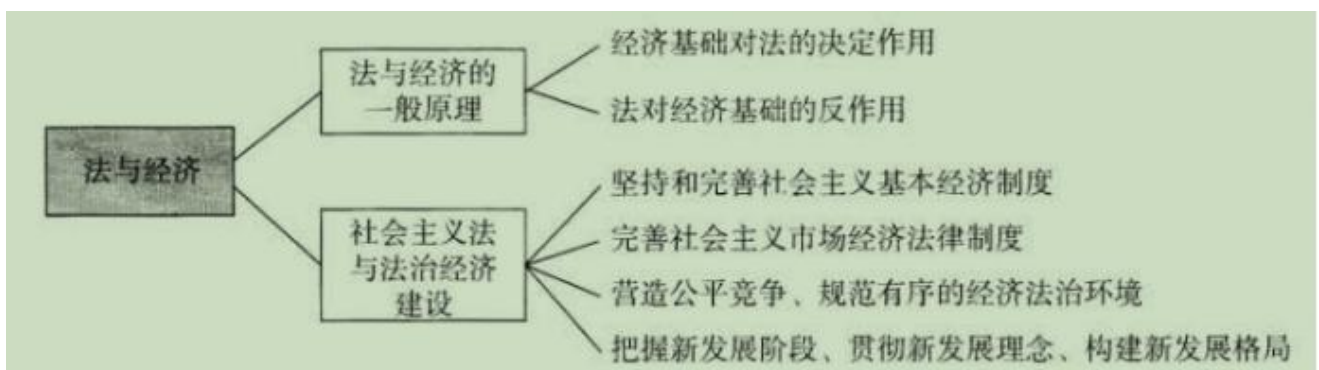 法与经济
法与经济的
一般原理
经济基础对法的决定作用
法对经济基础的反作用
社会主义法
与法治经济
建设
坚持和完善社会主义基本经济制度
完善社会主义市场经济法律制度
营造公平竞争、规范有序的经济法治环境
把握新发展阶段、贯彻新发展理念、构建新发展格局